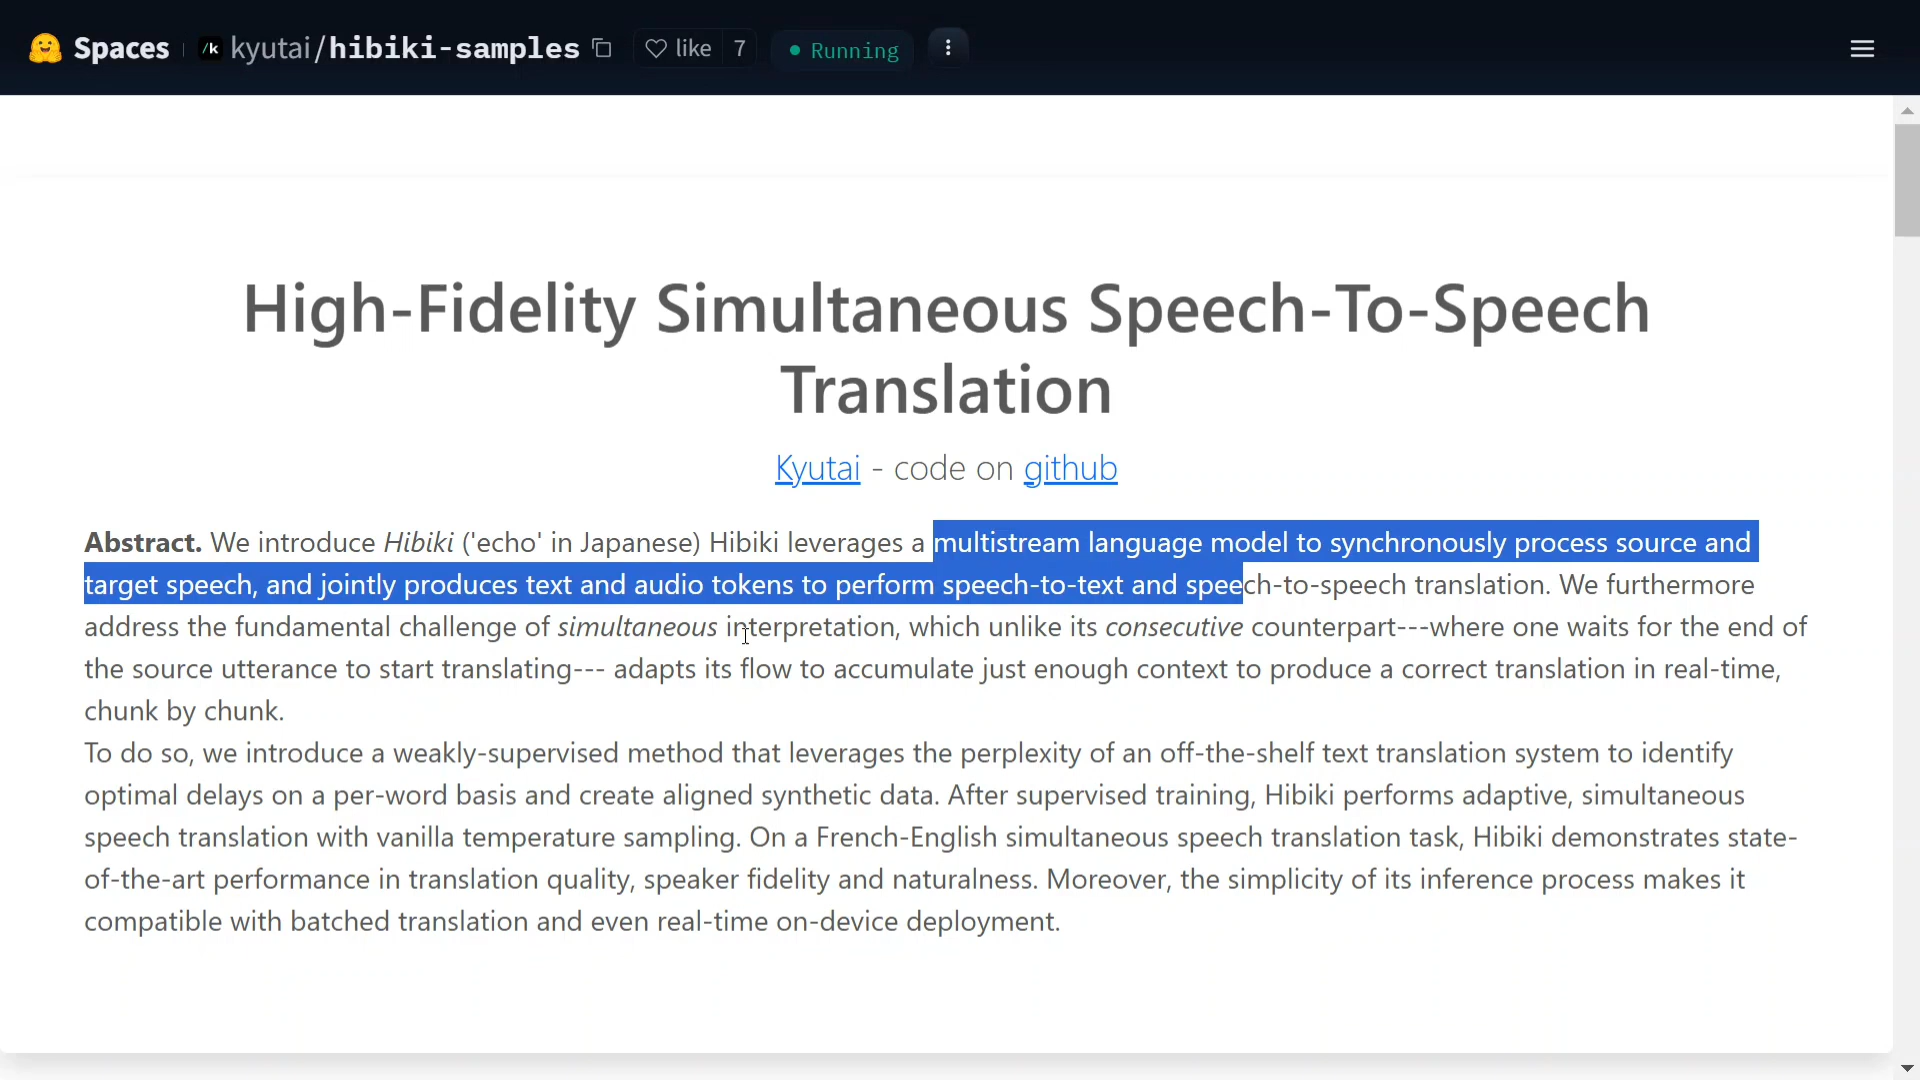 Spaces /k kyutai/hibiki-samples like 7 Running
High-Fidelity Simultaneous Speech-To-Speech
Translation
Kyutai - code on github
Abstract. We introduce Hibiki ('echo' in Japanese) Hibiki leverages a multistream language model to synchronously process source and
target speech, and jointly produces text and audio tokens to perform speech-to-text and speech-to-speech translation. We furthermore
address the fundamental challenge of simultaneous interpretation, which unlike its consecutive counterpart---where one waits for the end of
the source utterance to start translating--- adapts its flow to accumulate just enough context to produce a correct translation in real-time,
chunk by chunk.
To do so, we introduce a weakly-supervised method that leverages the perplexity of an off-the-shelf text translation system to identify
optimal delays on a per-word basis and create aligned synthetic data. After supervised training, Hibiki performs adaptive, simultaneous
speech translation with vanilla temperature sampling. On a French-English simultaneous speech translation task, Hibiki demonstrates state-
of-the-art performance in translation quality, speaker fidelity and naturalness. Moreover, the simplicity of its inference process makes it
compatible with batched translation and even real-time on-device deployment.